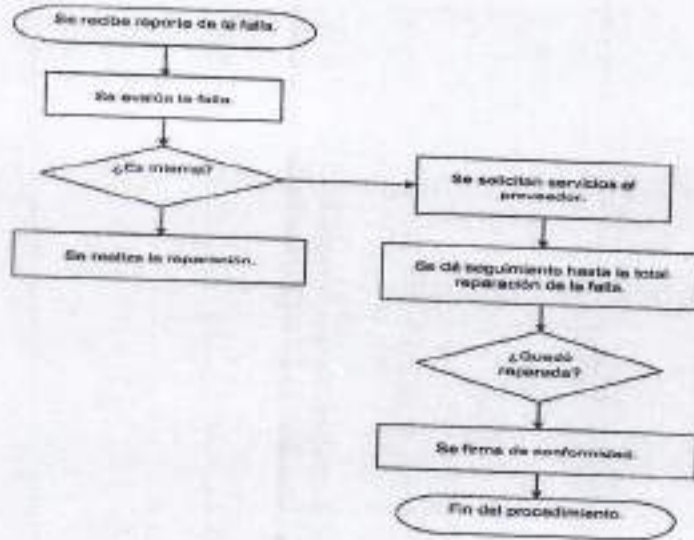 Se recibe reporte de la falla.
Se evalúa la falla
¿Es interna?
Se realiza la reparación.
Se solicitan servicios al
proveedor.
Se dá seguimiento hasta la total
reparación de la falla.
¿Quedó
reparada?
Se firma de conformidad.
Fin del procedimiento.